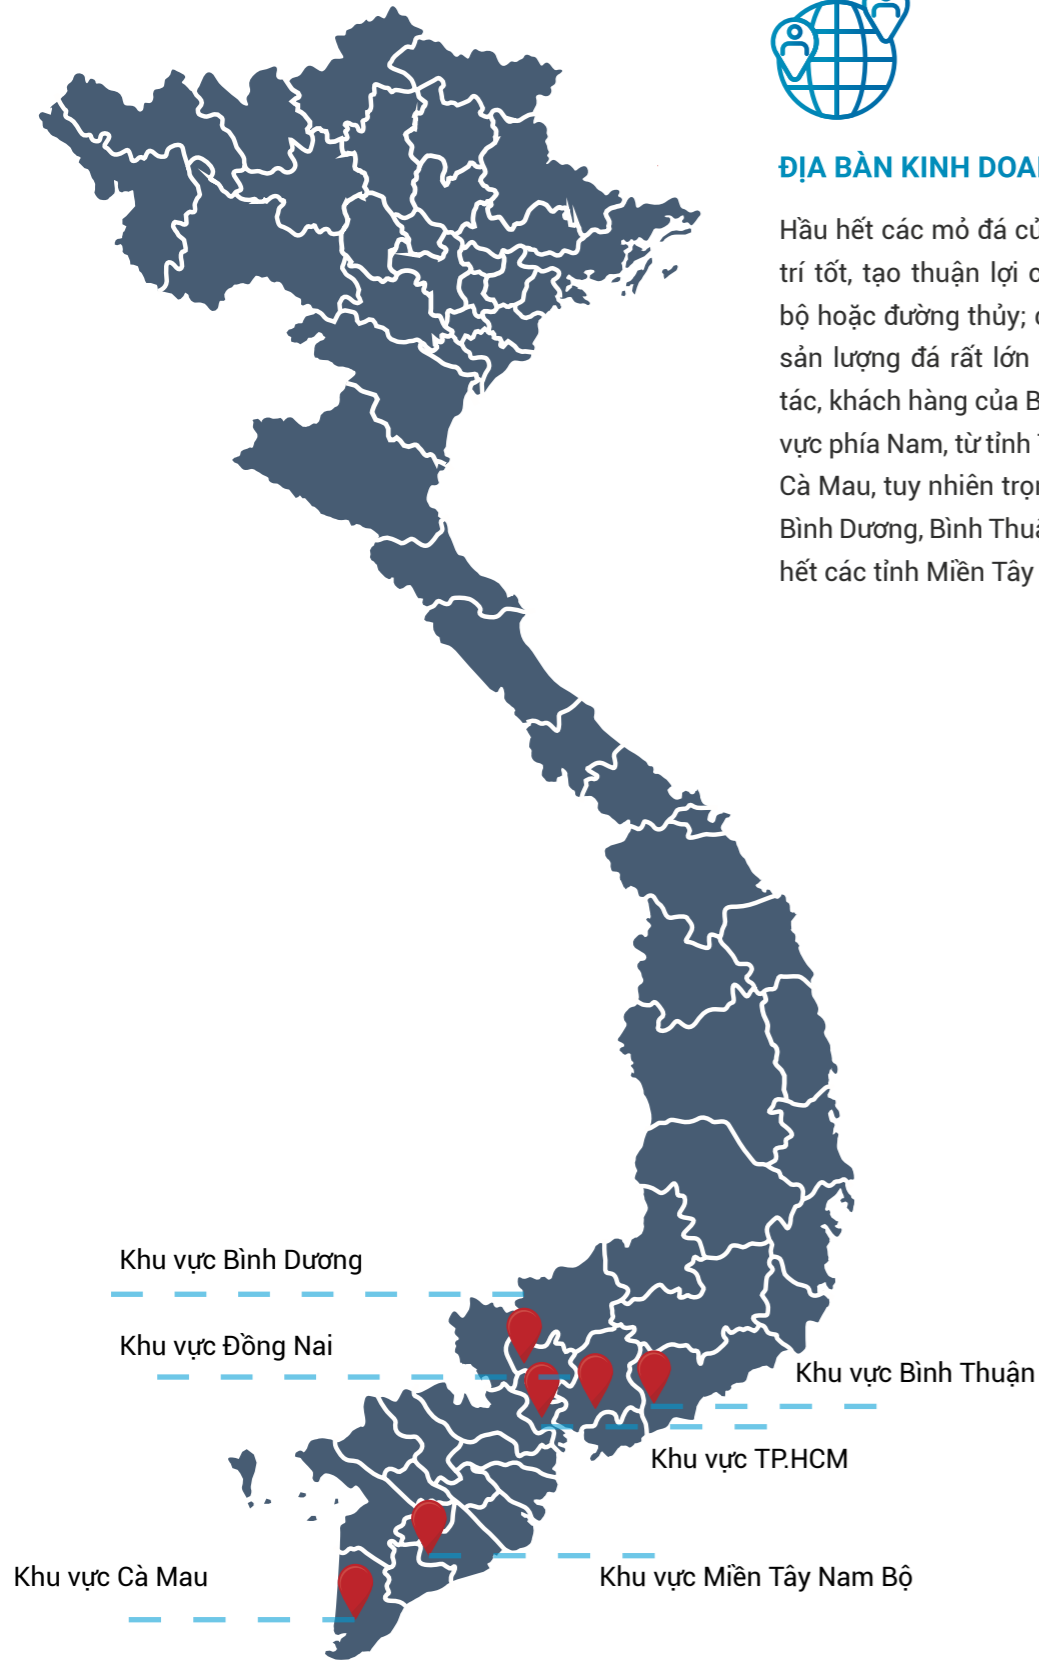 ĐỊA BÀN KINH
Hầu hết các mỏ đá
trí tốt, tạo thuận lợi
bộ hoặc đường thủy;
sản lượng đá rất lớn
tác, khách hàng của
vực phía Nam, từ tỉnh
Cà Mau, tuy nhiên
Bình Dương, Bình
hết các tỉnh Miền Tây
Khu vực Bình Dương
Khu vực Đồng Nai
Khu vực Bình Thuận
Khu vực TP.HCM
Khu vực Cà Mau
Khu vực Miền Tây Nam Bộ